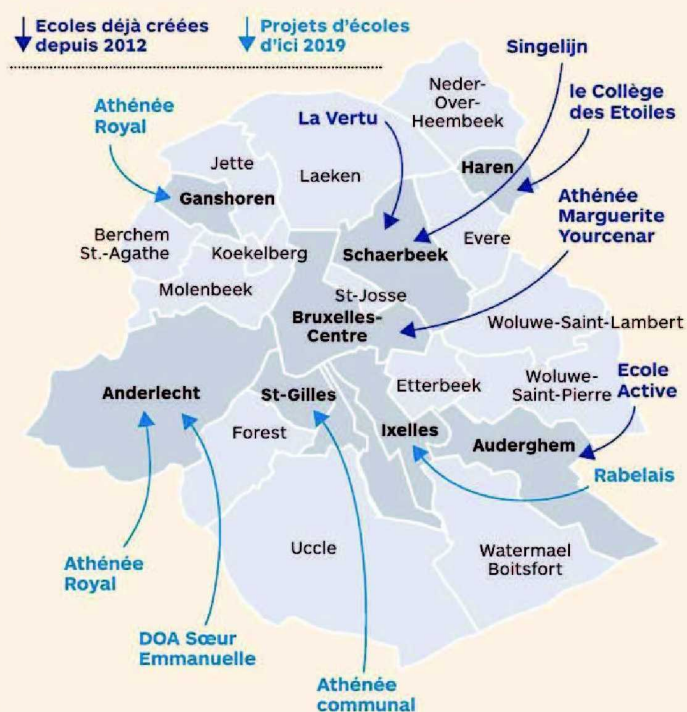 Ecoles déjà créées
depuis 2012
Projets d'écoles
d'ici 2019
Singelijn
le Collège
des Etoiles
Athénée
Royal
La Vertu
Neder-
Over-
Heembeek
Jette
Laeken
Haren
Ganshoren
Athénée
Marguerite
Yourcenar
Berchem
St.-Agathe
Koekelberg
Schaerbeek
Evere
Molenbeek
St-Josse
Bruxelles-
Centre
Woluwe-Saint-Lambert
Anderlecht
St-Gilles
Etterbeek
Woluwe-
Saint-Pierre
Ecole
Active
Forest
Ixelles
Auderghem
Rabelais
Uccle
Watermael
Boitsfort
Athénée
Royal
DOA Sœur
Emmanuelle
Athénée
communal